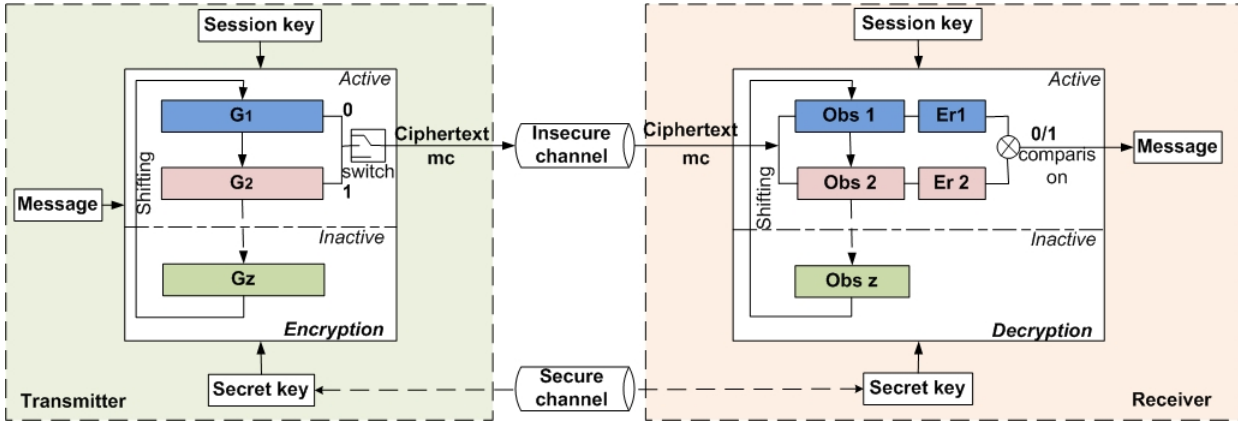 Session key
Active
G1
0
switch
G2
1
Shifting
Message
Inactive
Gz
Encryption
Secret key
Transmitter
Ciphertext
mc
Insecure
channel
Secure
channel
Ciphertext
mc
Session key
Active
Obs 1
Er1
0/1
comparis
on
Obs 2
Er 2
Shifting
Message
Inactive
Obs z
Decryption
Secret key
Receiver